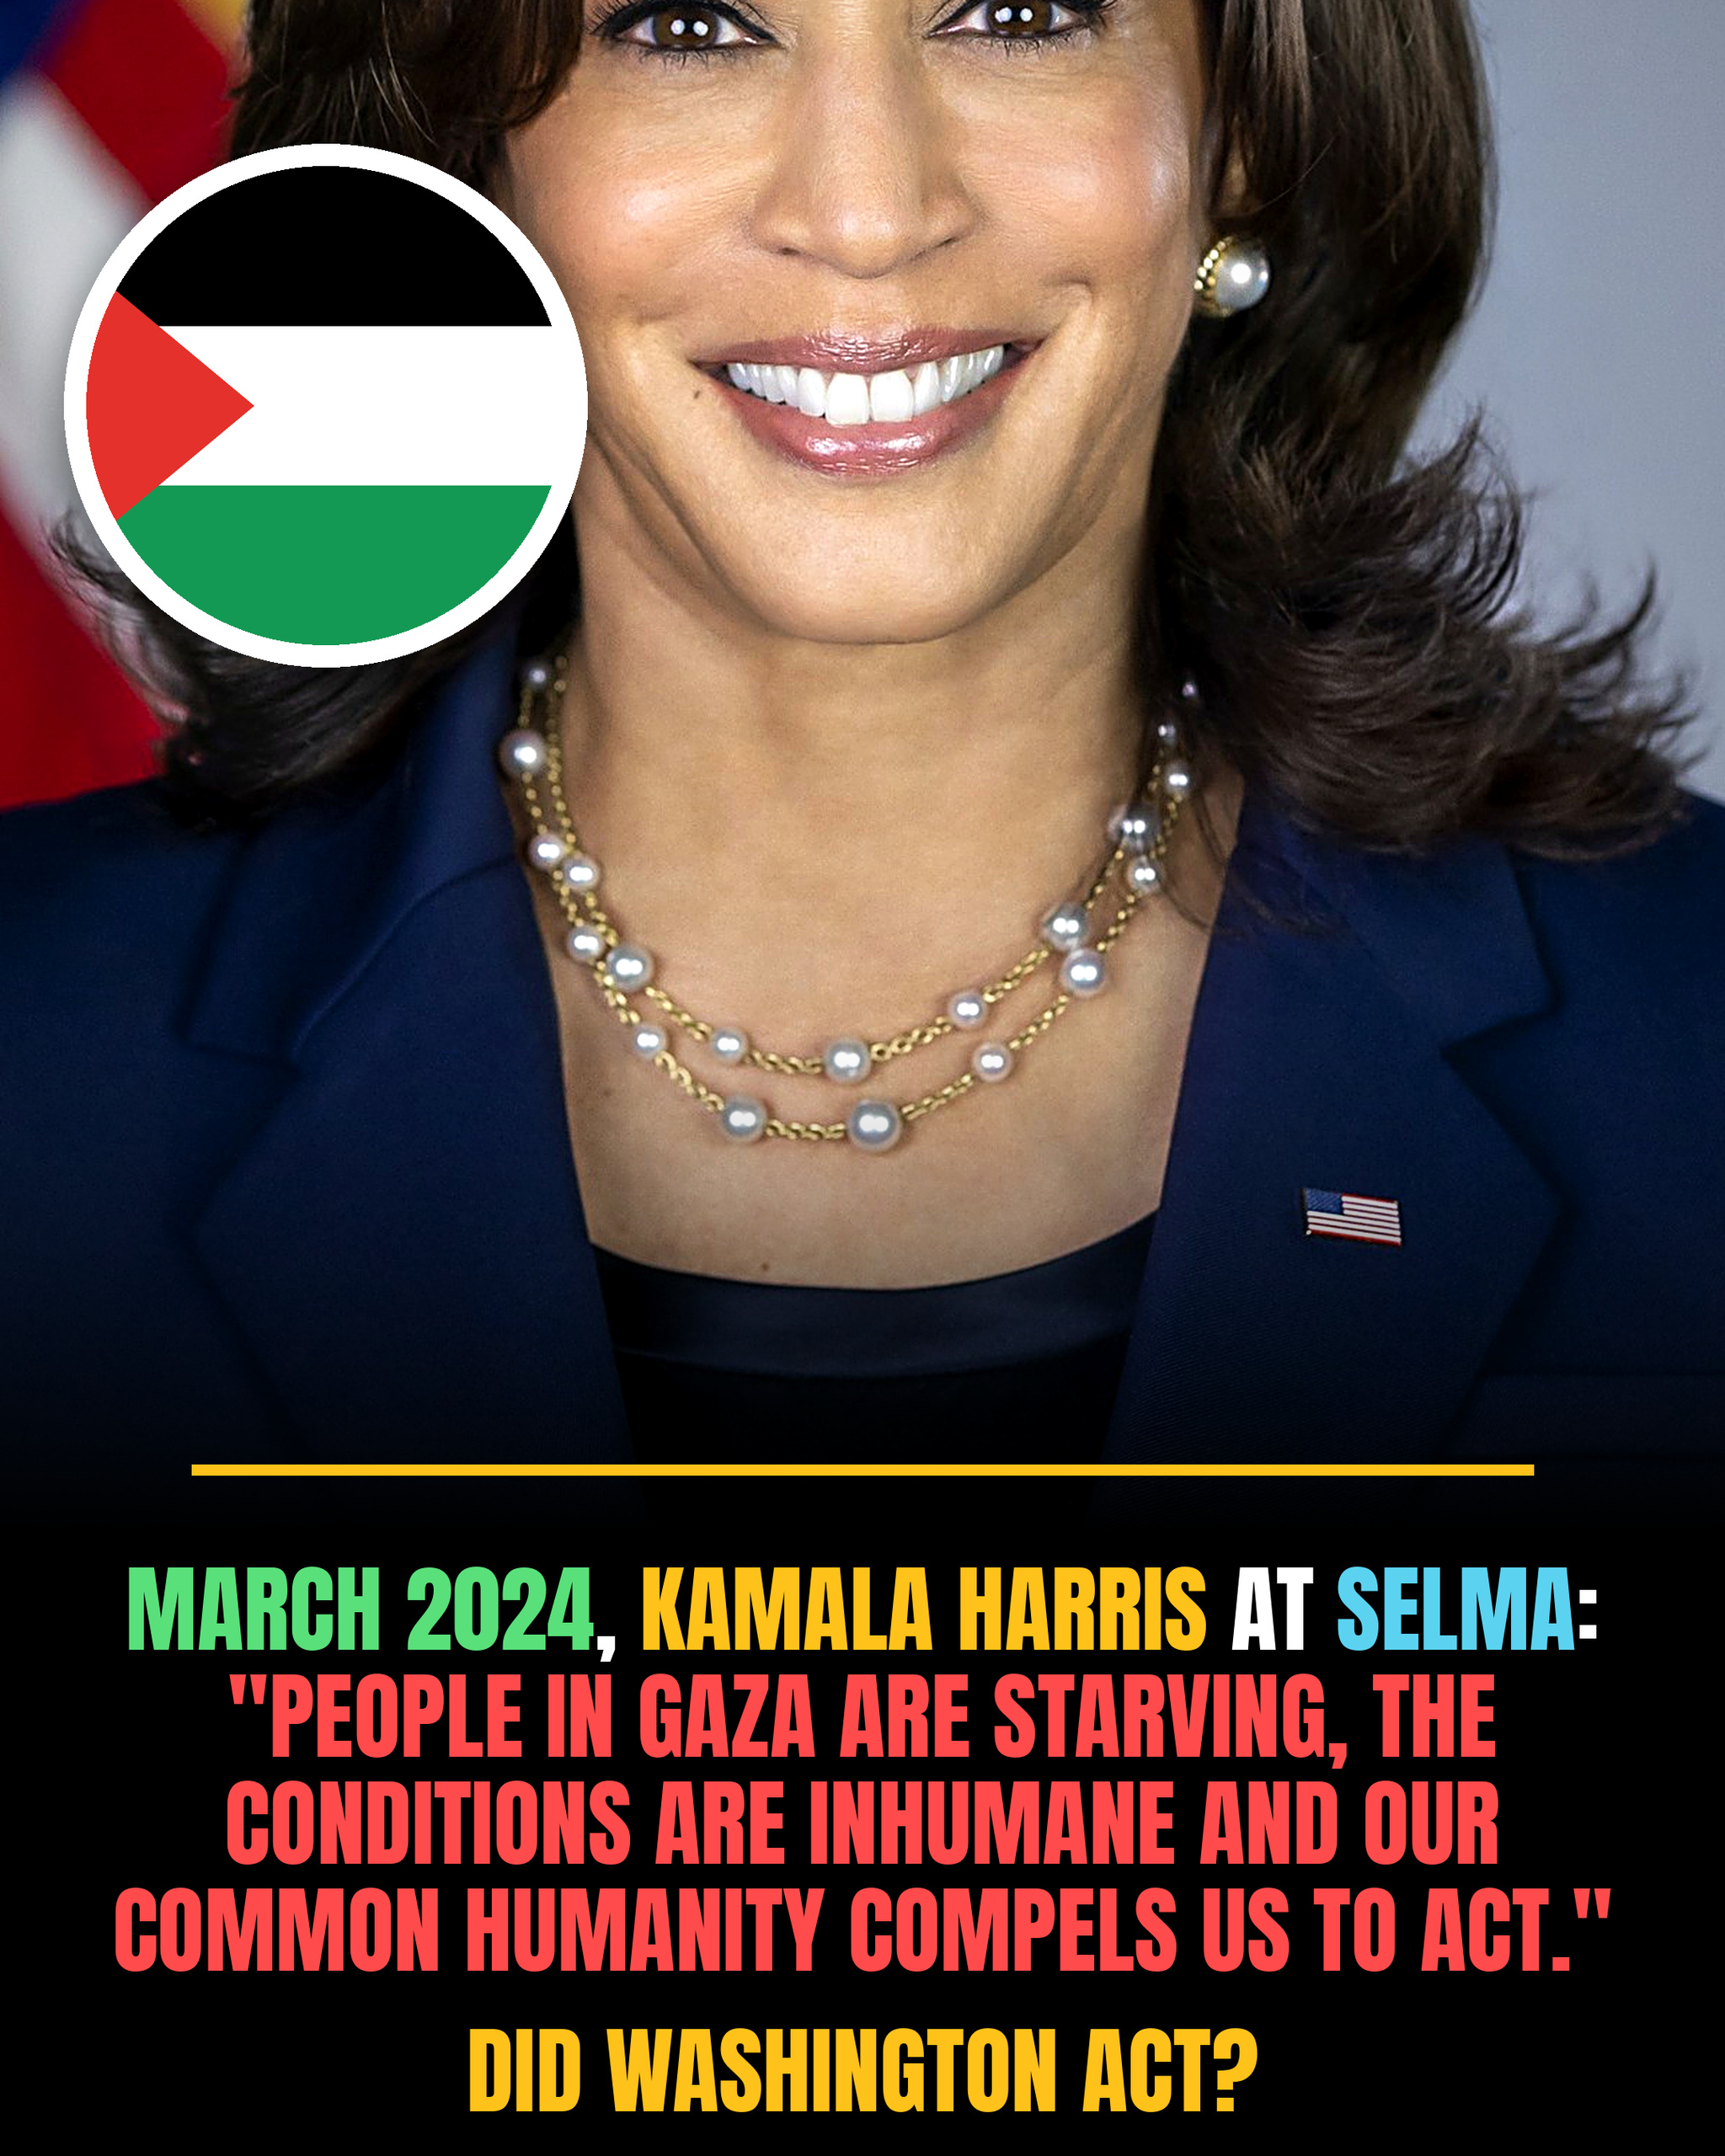 MARCH 2024, KAMALA HARRIS AT SELMA:
"PEOPLE IN GAZA ARE STARVING, THE
CONDITIONS ARE INHUMANE AND OUR
COMMON HUMANITY COMPELS US TO ACT."
DID WASHINGTON ACT?